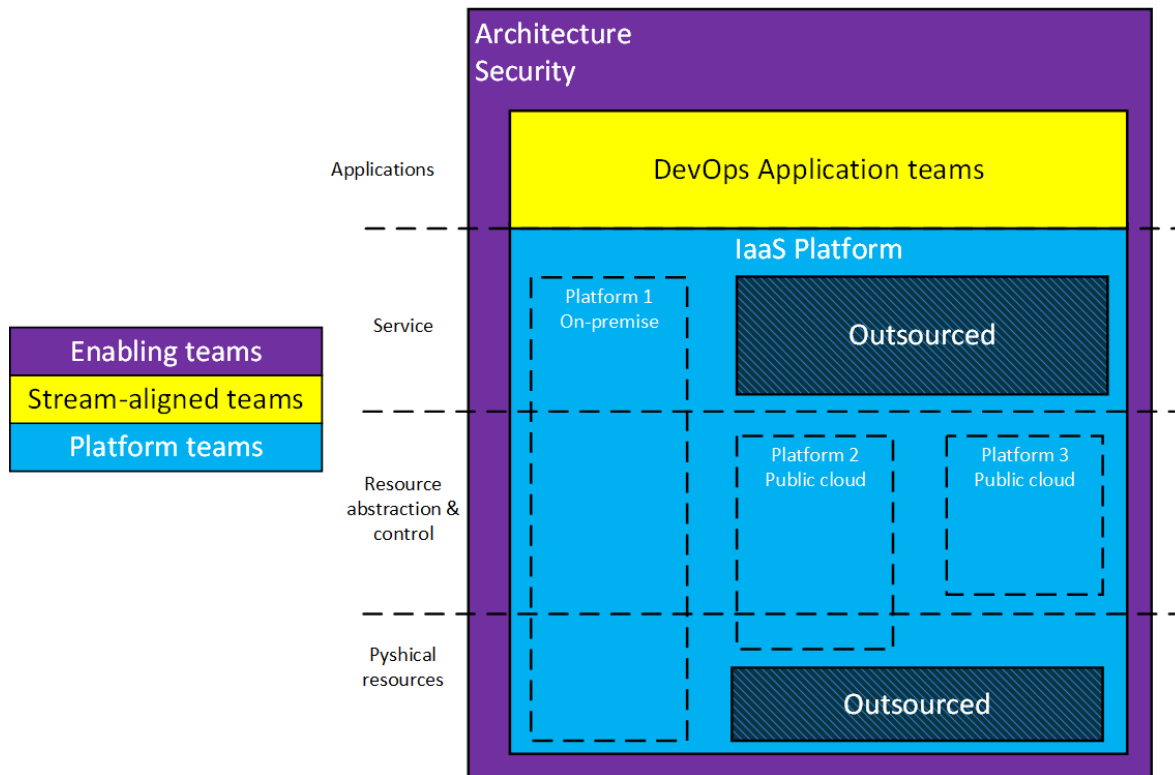 Architecture
Security
Applications
DevOps Application teams
IaaS Platform
Platform 1
On-premise
Service
Outsourced
Enabling teams
Stream-aligned teams
Platform teams
Platform 2
Public cloud
Platform 3
Public cloud
Resource
abstraction &
control
Pyshical
resources
Outsourced